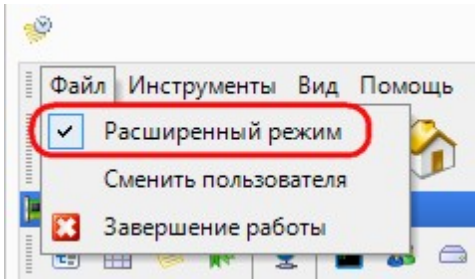 Файл Инструменты Вид Помощь
Расширенный режим
Сменить пользователя
Завершение работы